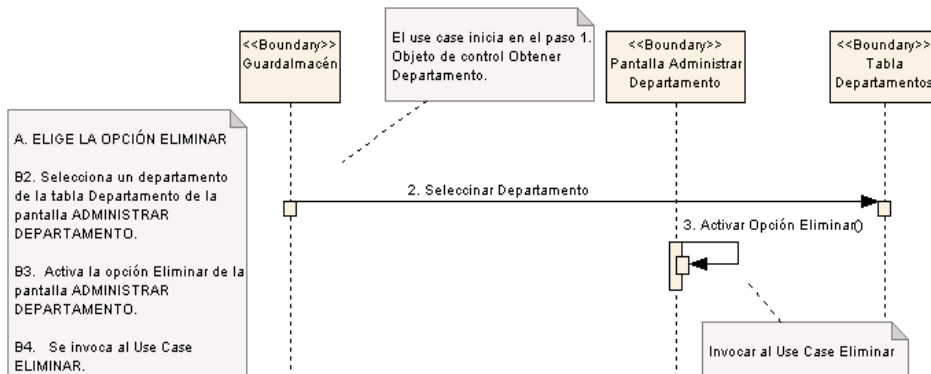 <<Boundary>>
Guardalmacén
El use case inicia en el paso 1.
Objeto de control Obtener
Departamento.
<<Boundary>>
Pantalla Administrar
Departamento
<<Boundary>>
Tabla
Departamentos
A. ELIGE LA OPCIÓN ELIMINAR
B2. Selecciona un departamento
de la tabla Departamento de la
pantalla ADMINISTRAR
DEPARTAMENTO.
B3. Activa la opción Eliminar de la
pantalla ADMINISTRAR
DEPARTAMENTO.
B4. Se invoca al Use Case
ELIMINAR.
2. Seleccinar Departamento
3. Activar Opción Eliminar()
Invocar al Use Case Eliminar